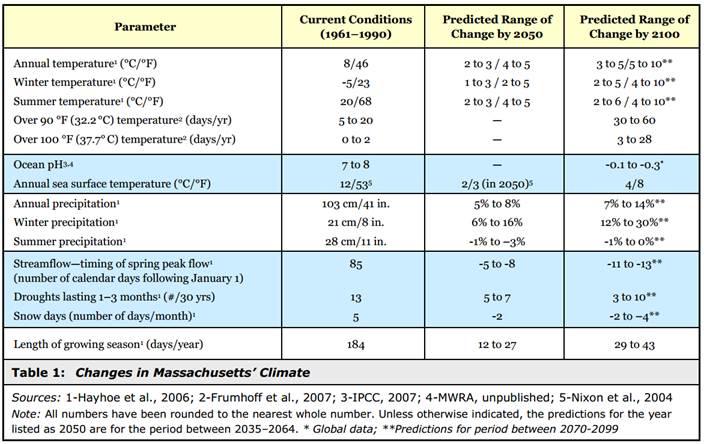 Parameter Current Conditions (1961–1990) Predicted Range of Change by 2050 Predicted Range of Change by 2100
Annual temperature¹ (°C/°F) 8/46 2 to 3 / 4 to 5 3 to 5/5 to 10**
Winter temperature¹ (°C/°F) -5/23 1 to 3 / 2 to 5 2 to 5 / 4 to 10**
Summer temperature¹ (°C/°F) 20/68 2 to 3 / 4 to 5 2 to 6 / 4 to 10**
Over 90 °F (32.2 °C) temperature² (days/yr) 5 to 20 — 30 to 60
Over 100 °F (37.7° C) temperature² (days/yr) 0 to 2 3 to 28
Ocean pH³,⁴ 7 to 8 — -0.1 to -0.3*
Annual sea surface temperature (°C/°F) 12/53⁵ 2/3 (in 2050)⁵ 4/8
Annual precipitation¹ 103 cm/41 in. 5% to 8% 7% to 14%**
Winter precipitation¹ 21 cm/8 in. 6% to 16% 12% to 30%**
Summer precipitation¹ 28 cm/11 in. -1% to –3% -1% to 0%**
Streamflow—timing of spring peak flow¹ 85 -5 to -8 -11 to -13**
(number of calendar days following January 1)
Droughts lasting 1–3 months¹ (#/30 yrs) 13 5 to 7 3 to 10**
Snow days (number of days/month)¹ 5 -2 -2 to –4**
Length of growing season¹ (days/year) 184 12 to 27 29 to 43
Table 1: Changes in Massachusetts’ Climate
Sources: 1-Hayhoe et al., 2006; 2-Frumhoff et al., 2007; 3-IPCC, 2007; 4-MWRA, unpublished; 5-Nixon et al., 2004
Note: All numbers have been rounded to the nearest whole number. Unless otherwise indicated, the predictions for the year
listed as 2050 are for the period between 2035–2064. * Global data; **Predictions for period between 2070-2099